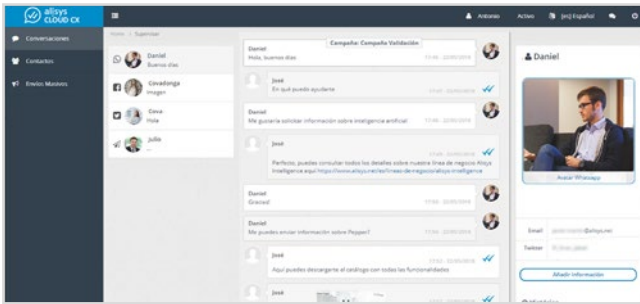 alisys
CLOUD CX
Antonio
Activo
[es] Español
Conversaciones
Contactos
Envíos Masivos
Home / Supervisor
Daniel
Buenos días
Covadonga
Imagen
Cova
Hola
Julio
...
Campaña: Campaña Validación
Daniel
Hola, buenos días
José
En qué puedo ayudarte
Daniel
Me gustaría solicitar información sobre inteligencia artificial
José
Perfecto, puedes consultar todos los detalles sobre nuestra línea de negocio Alisys
Intelligence aquí
Daniel
Gracias!
Daniel
Me puedes enviar información sobre Pepper?
José
Aquí puedes descargarte el catálogo con todas las funcionalidades
José
Daniel
Avatar Whatsapp
Email
Twitter
Añadir información